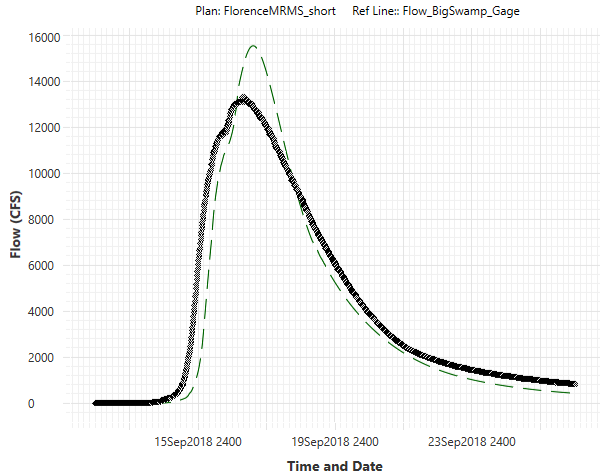 Plan: FlorenceMRMS_short Ref Line:: Flow_BigSwamp_Gage
16000
14000
12000
10000
8000
6000
4000
2000
0
Flow (CFS)
15Sep2018 2400 19Sep2018 2400 23Sep2018 2400
Time and Date